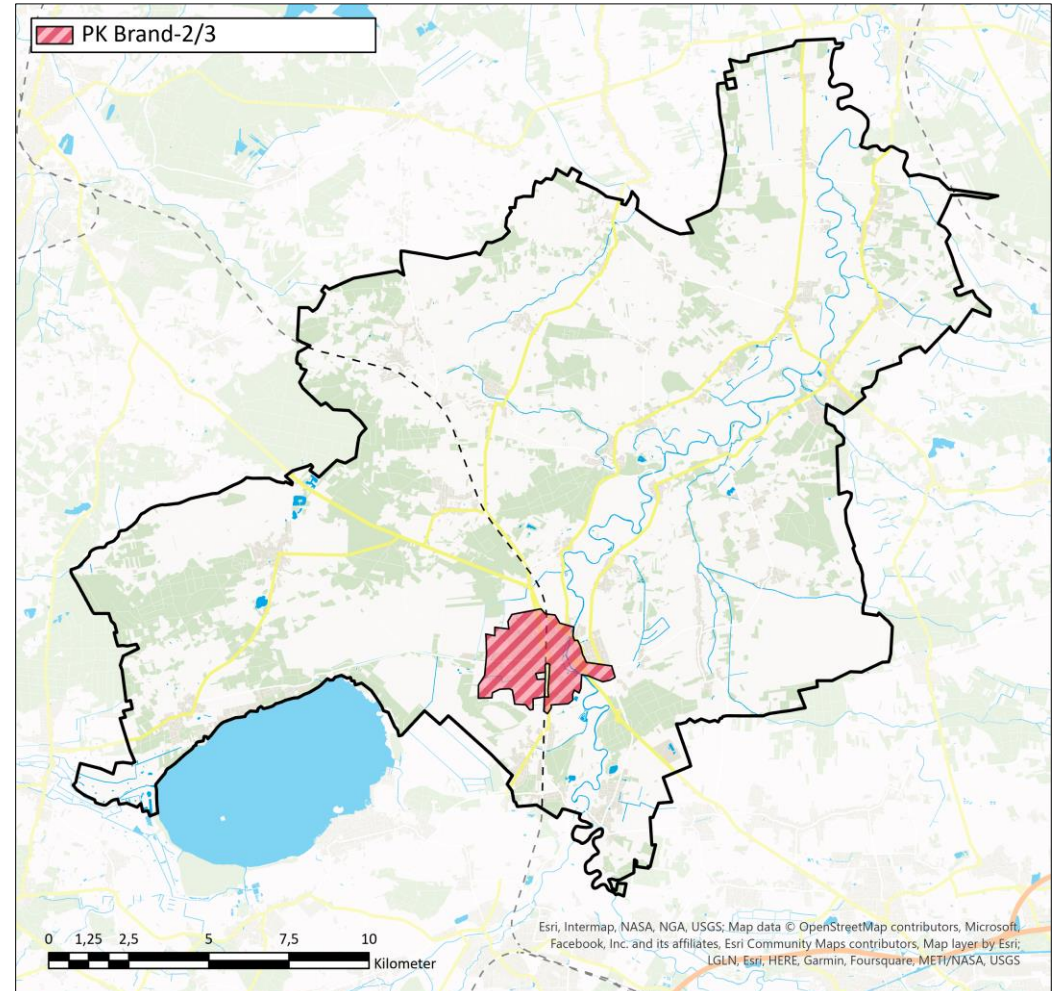 PK Brand-2/3
Esri, Intermap, NASA, NGA, USGS; Map data © OpenStreetMap contributors, Microsoft,
Facebook, Inc. and its affiliates, Esri Community Maps contributors, Map layer by Esri;
LGLN, Esri, HERE, Garmin, Foursquare, METI/NASA, USGS
0 1,25 2,5 5 7,5 10
Kilometer